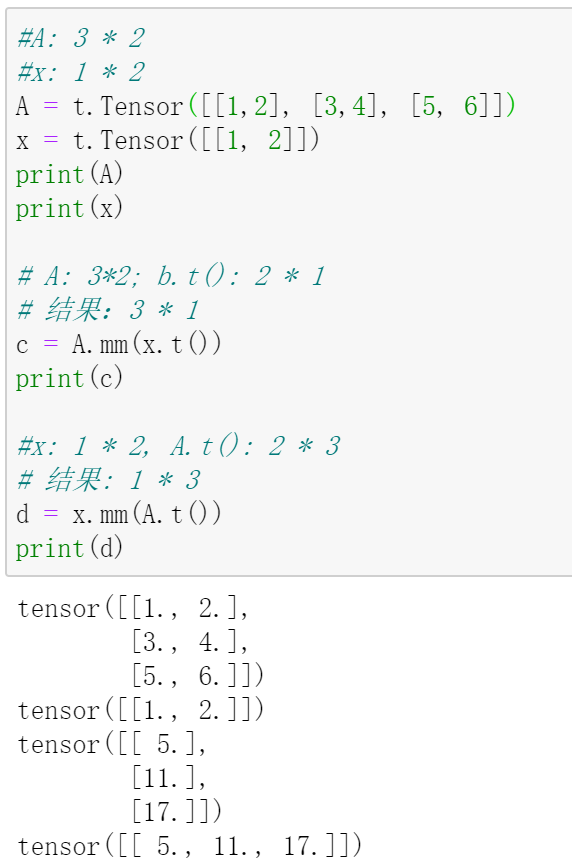 #A: 3 * 2
#x: 1 * 2
A = t.Tensor([[1,2], [3,4], [5, 6]])
x = t.Tensor([[1, 2]])
print(A)
print(x)
# A: 3*2; b.t(): 2 * 1
# 结果：3 * 1
c = A.mm(x.t())
print(c)
#x: 1 * 2, A.t(): 2 * 3
# 结果: 1 * 3
d = x.mm(A.t())
print(d)
tensor([[1., 2.],
        [3., 4.],
        [5., 6.]])
tensor([[1., 2.]])
tensor([[ 5.],
        [11.],
        [17.]])
tensor([[ 5., 11., 17.]])